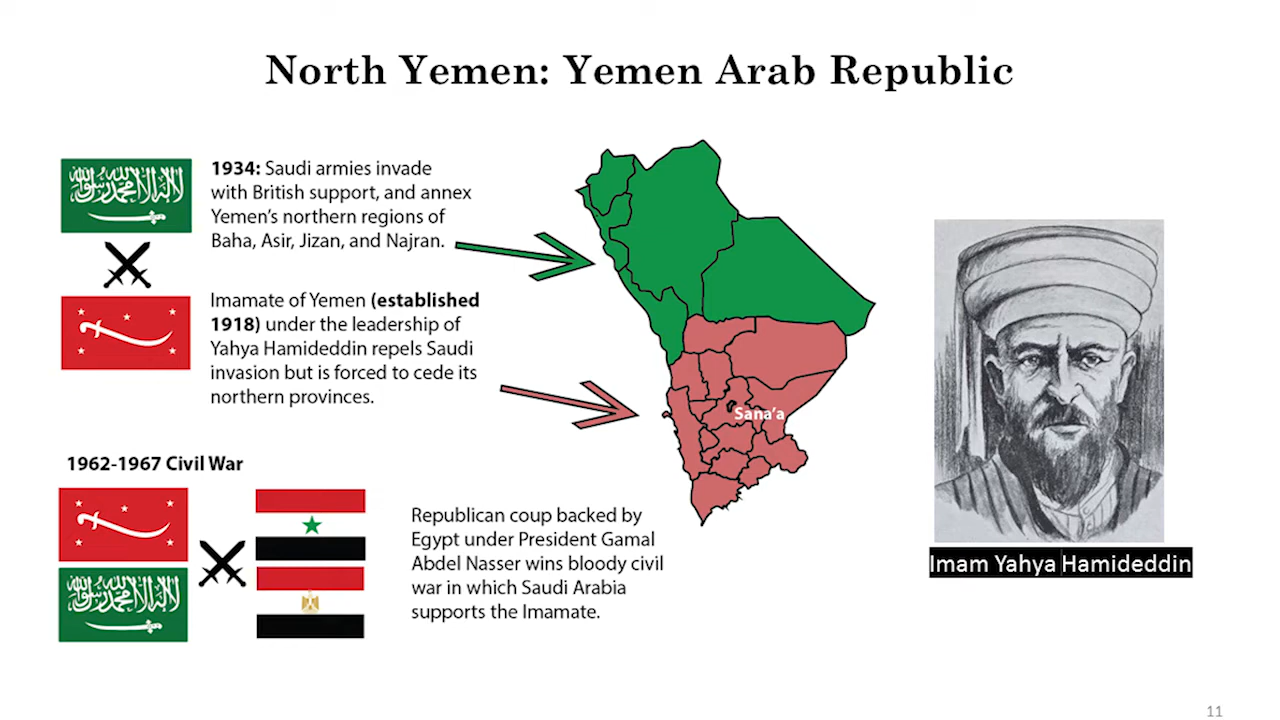 North Yemen: Yemen Arab Republic
1934: Saudi armies invade
with British support, and annex
Yemen's northern regions of
Baha, Asir, Jizan, and Najran.
Imamate of Yemen (established
1918) under the leadership of
Yahya Hamideddin repels Saudi
invasion but is forced to cede its
northern provinces.
Sana'a
Imam Yahya Hamideddin
1962-1967 Civil War
Republican coup backed by
Egypt under President Gamal
Abdel Nasser wins bloody civil
war in which Saudi Arabia
supports the Imamate.
11